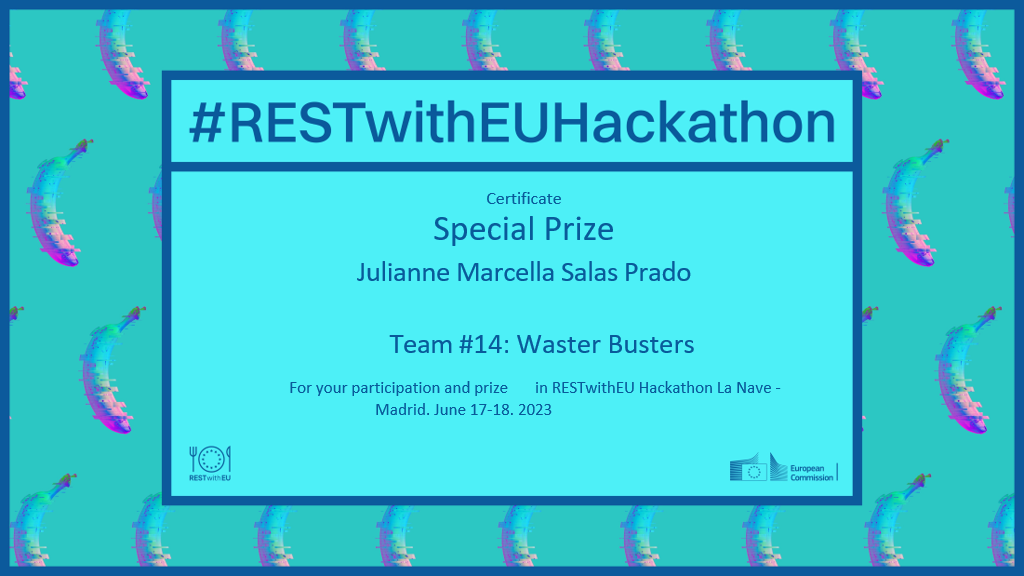 #RESTwithEUHackathon
Certificate
Special Prize
Julianne Marcella Salas Prado
Team #14: Waster Busters
For your participation and prize in RESTwithEU Hackathon La Nave -
Madrid. June 17-18. 2023
RESTwithEU
European
Commission